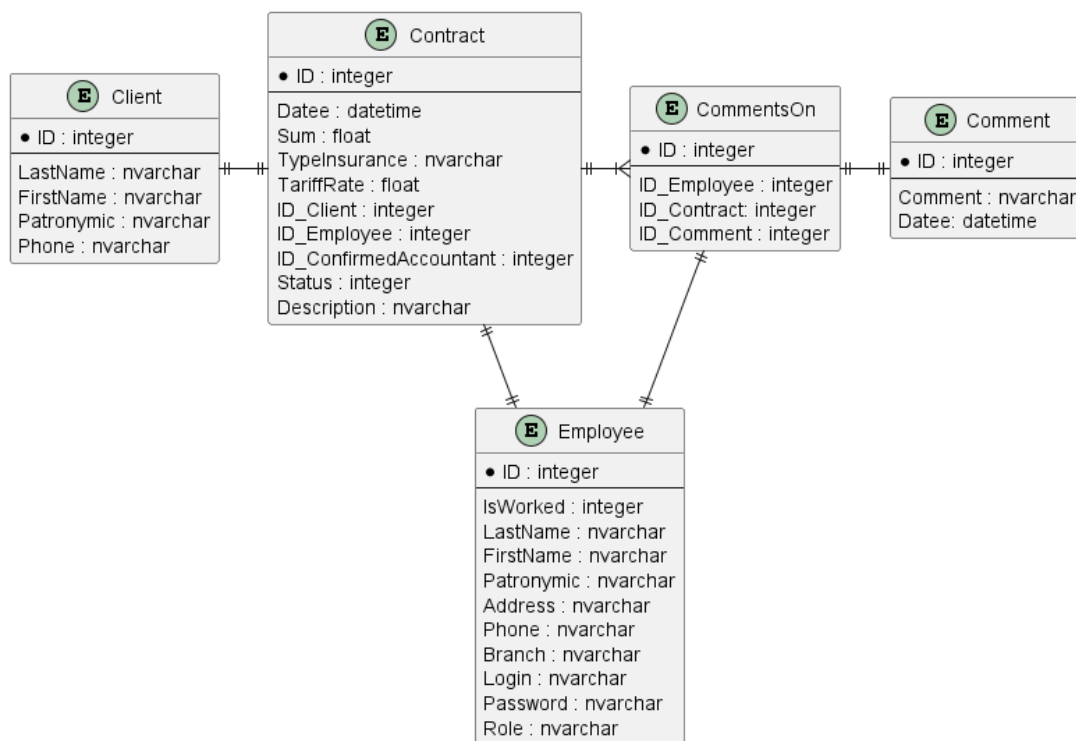 E Client
ID : integer
LastName : nvarchar
FirstName : nvarchar
Patronymic : nvarchar
Phone : nvarchar
E Contract
ID : integer
Datee : datetime
Sum : float
TypeInsurance : nvarchar
TariffRate : float
ID_Client : integer
ID_Employee : integer
ID_ConfirmedAccountant : integer
Status : integer
Description : nvarchar
E CommentsOn
ID : integer
ID_Employee : integer
ID_Contract: integer
ID_Comment : integer
E Comment
ID : integer
Comment : nvarchar
Datee: datetime
E Employee
ID : integer
IsWorked : integer
LastName : nvarchar
FirstName : nvarchar
Patronymic : nvarchar
Address : nvarchar
Phone : nvarchar
Branch : nvarchar
Login : nvarchar
Password : nvarchar
Role : nvarchar